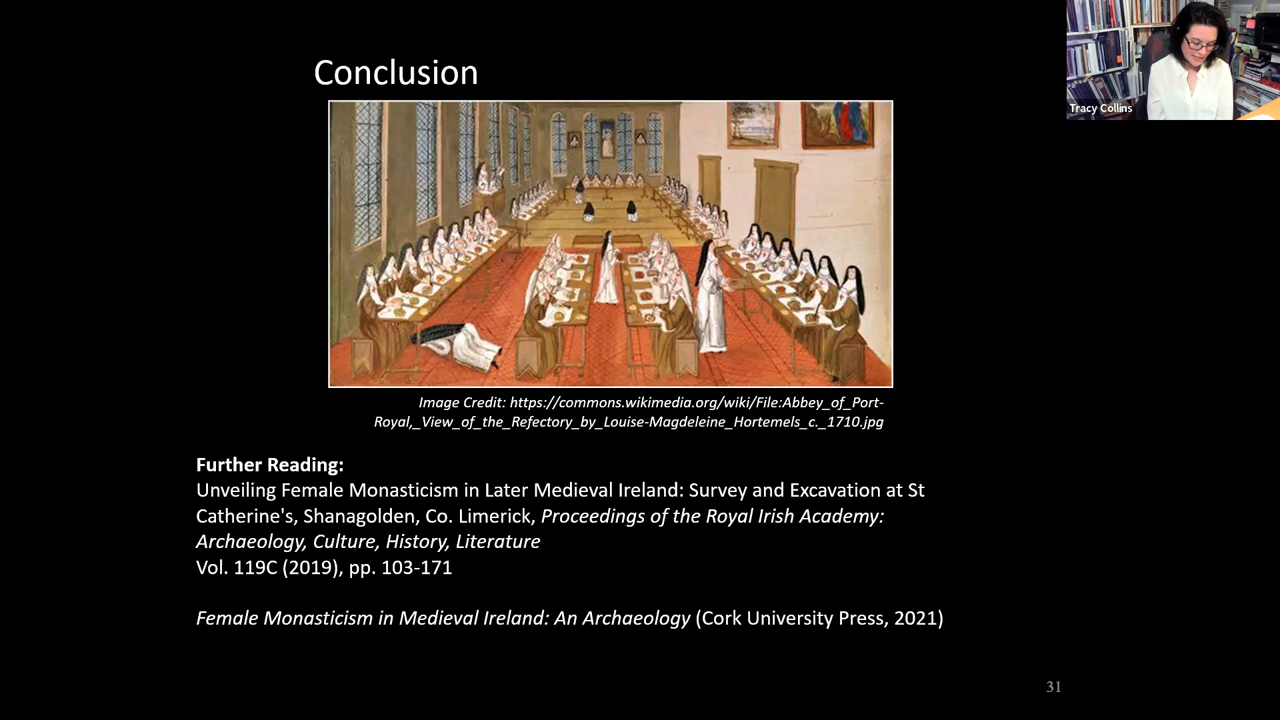 Conclusion
Tracy Collins
Image Credit: https://commons.wikimedia.org/wiki/File:Abbey_of_Port-
Royal,_View_of_the_Refectory_by_Louise-Magdeleine_Hortemels_c._1710.jpg
Further Reading:
Unveiling Female Monasticism in Later Medieval Ireland: Survey and Excavation at St
Catherine's, Shanagolden, Co. Limerick, Proceedings of the Royal Irish Academy:
Archaeology, Culture, History, Literature
Vol. 119C (2019), pp. 103-171
Female Monasticism in Medieval Ireland: An Archaeology (Cork University Press, 2021)
31